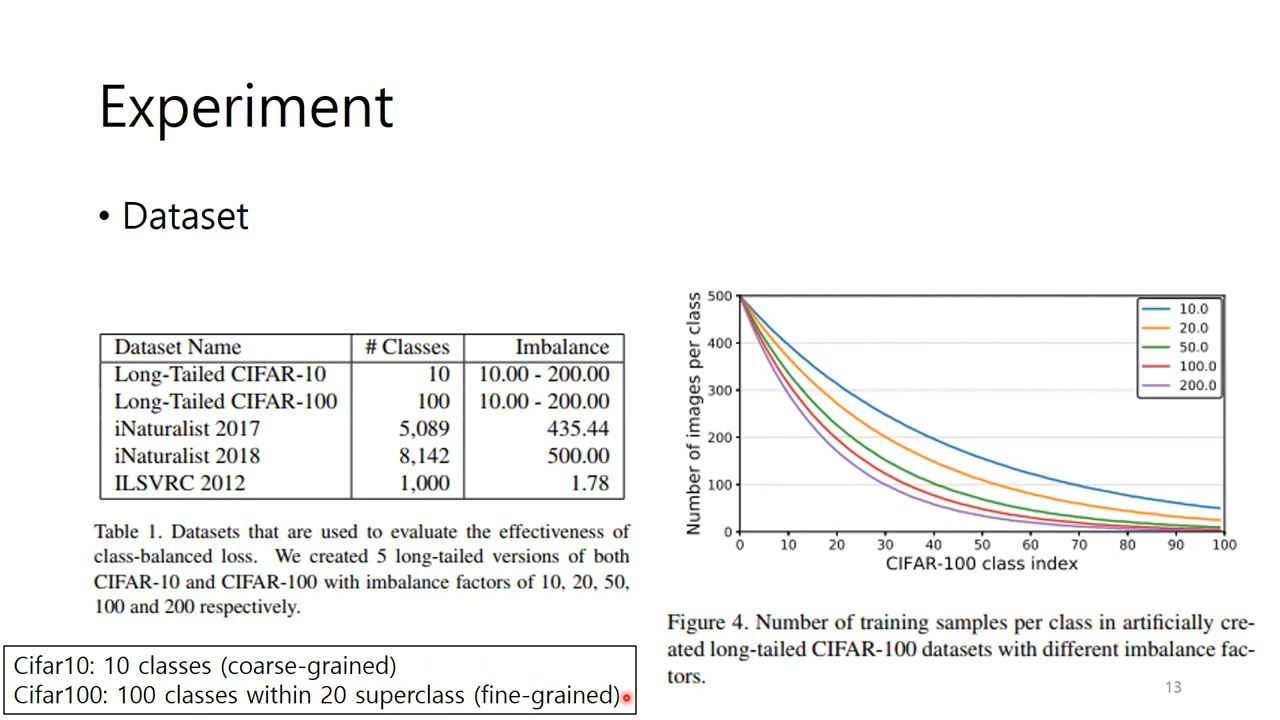 Experiment
• Dataset
Dataset Name # Classes Imbalance
Long-Tailed CIFAR-10 10 10.00 - 200.00
Long-Tailed CIFAR-100 100 10.00 - 200.00
iNaturalist 2017 5,089 435.44
iNaturalist 2018 8,142 500.00
ILSVRC 2012 1,000 1.78
Table 1. Datasets that are used to evaluate the effectiveness of
class-balanced loss. We created 5 long-tailed versions of both
CIFAR-10 and CIFAR-100 with imbalance factors of 10, 20, 50,
100 and 200 respectively.
Cifar10: 10 classes (coarse-grained)
Cifar100: 100 classes within 20 superclass (fine-grained)
Number of images per class
500
400
300
200
100
0
10.0
20.0
50.0
100.0
200.0
0 10 20 30 40 50 60 70 80 90 100
CIFAR-100 class index
Figure 4. Number of training samples per class in artificially cre-
ated long-tailed CIFAR-100 datasets with different imbalance fac-
tors.
13